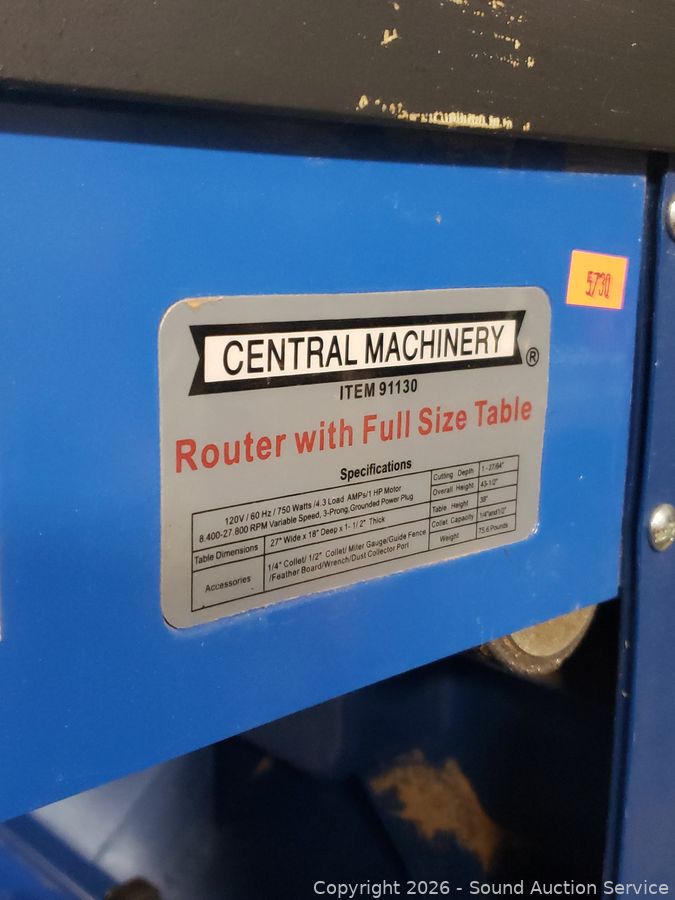 5730
CENTRAL MACHINERY ®
ITEM 91130
Router with Full Size Table
Specifications
120V / 60 Hz / 750 Watts /4.3 Load AMPs/1 HP Motor
8.400-27.800 RPM Variable Speed, 3-Prong,Grounded Power Plug
Cutting Depth 1-27/64"
Overall Height 43-1/2"
Table Dimensions 27" Wide x 18" Deep x 1- 1/2" Thick
Table Height 38"
Collet Capacity 1/4"and1/2"
Accessories 1/4" Collet/ 1/2" Collet/ Miter Gauge/Guide Fence
/Feather Board/Wrench/Dust Collector Port
Weight 75.6 Pounds
Copyright 2026 - Sound Auction Service